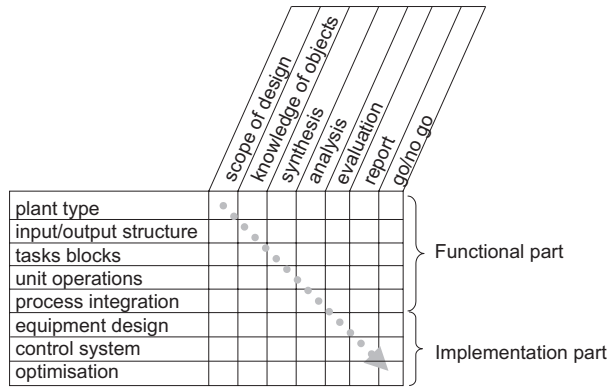 scope of design
knowledge of objects
synthesis
analysis
evaluation
report
go/no go
plant type
input/output structure
tasks blocks
unit operations
process integration
equipment design
control system
optimisation
Functional part
Implementation part